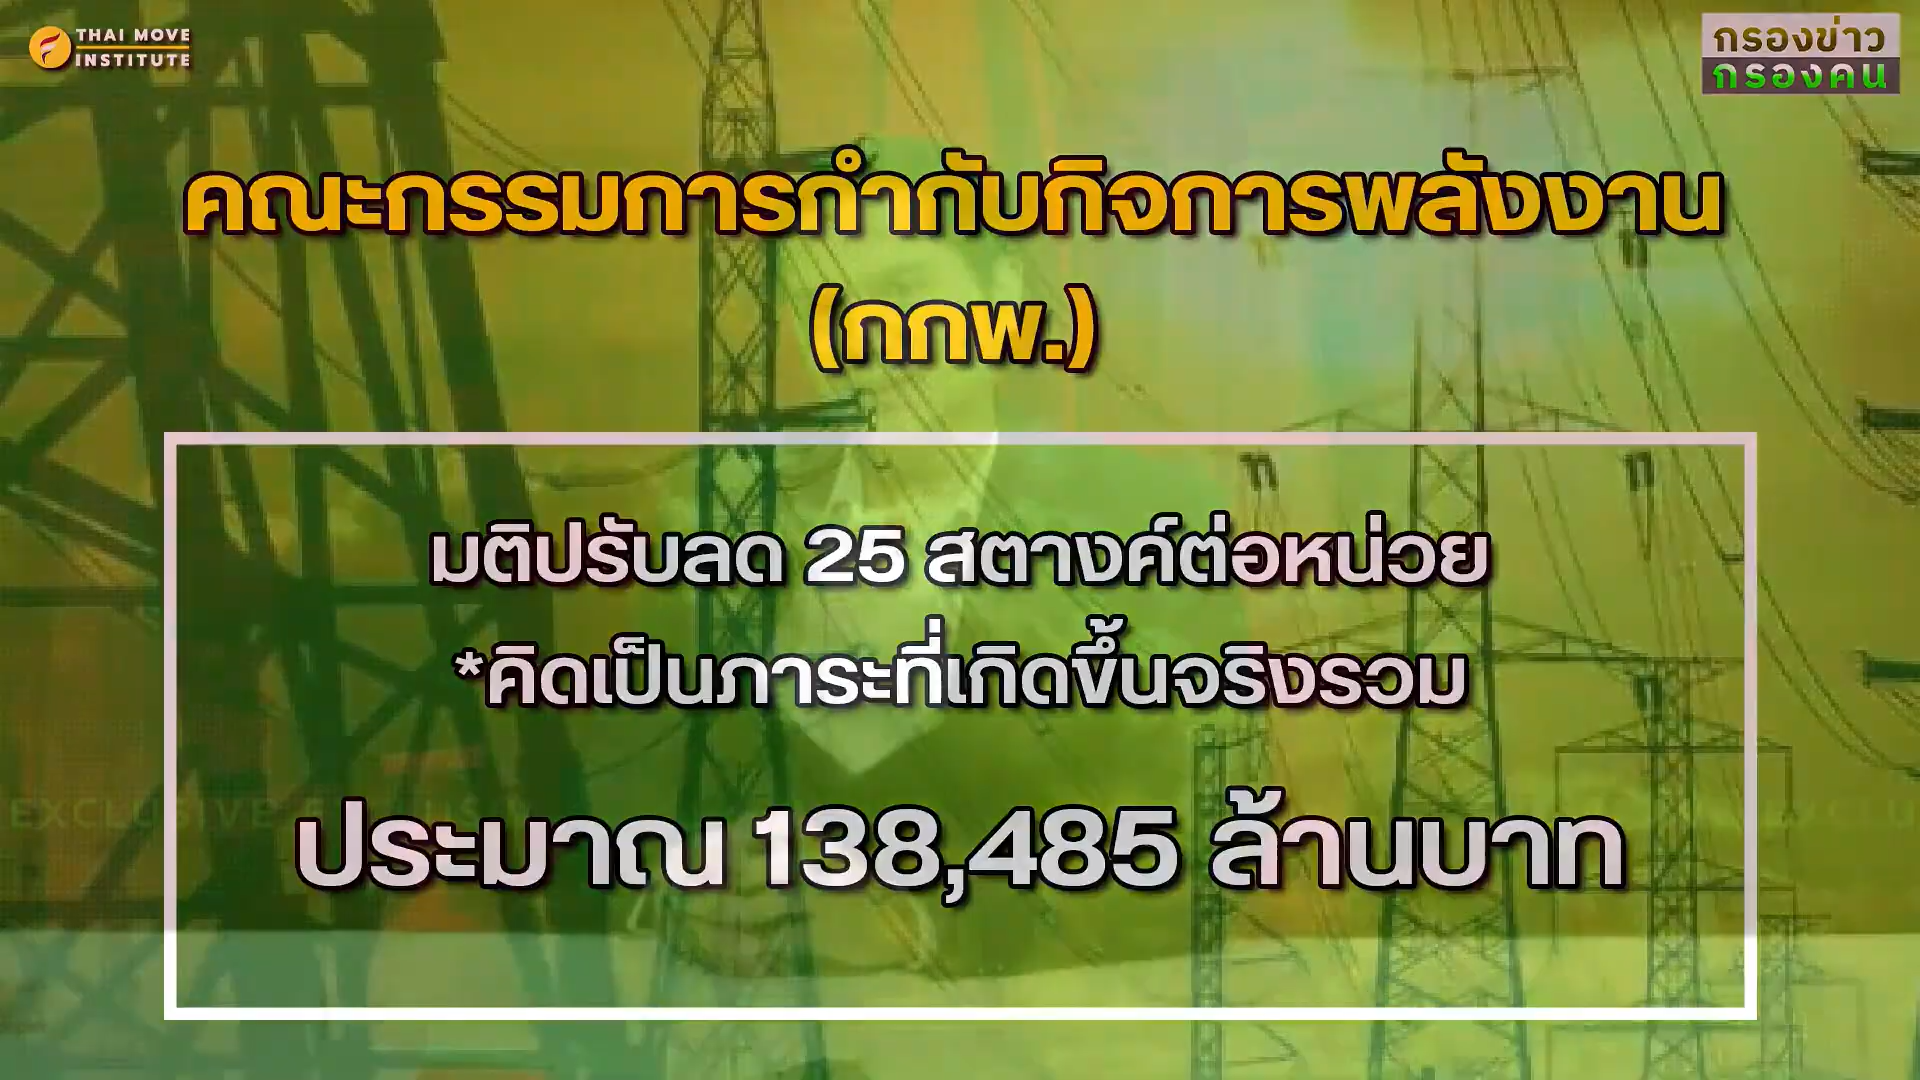 THAI MOVE
INSTITUTE
กรองข่าว
กรองคน
คณะกรรมการกำกับกิจการพลังงาน
(กกพ.)
มติปรับลด 25 สตางค์ต่อหน่วย
*คิดเป็นภาระที่เกิดขึ้นจริงรวม
EXCLUSIVE
ประมาณ 138,485 ล้านบาท